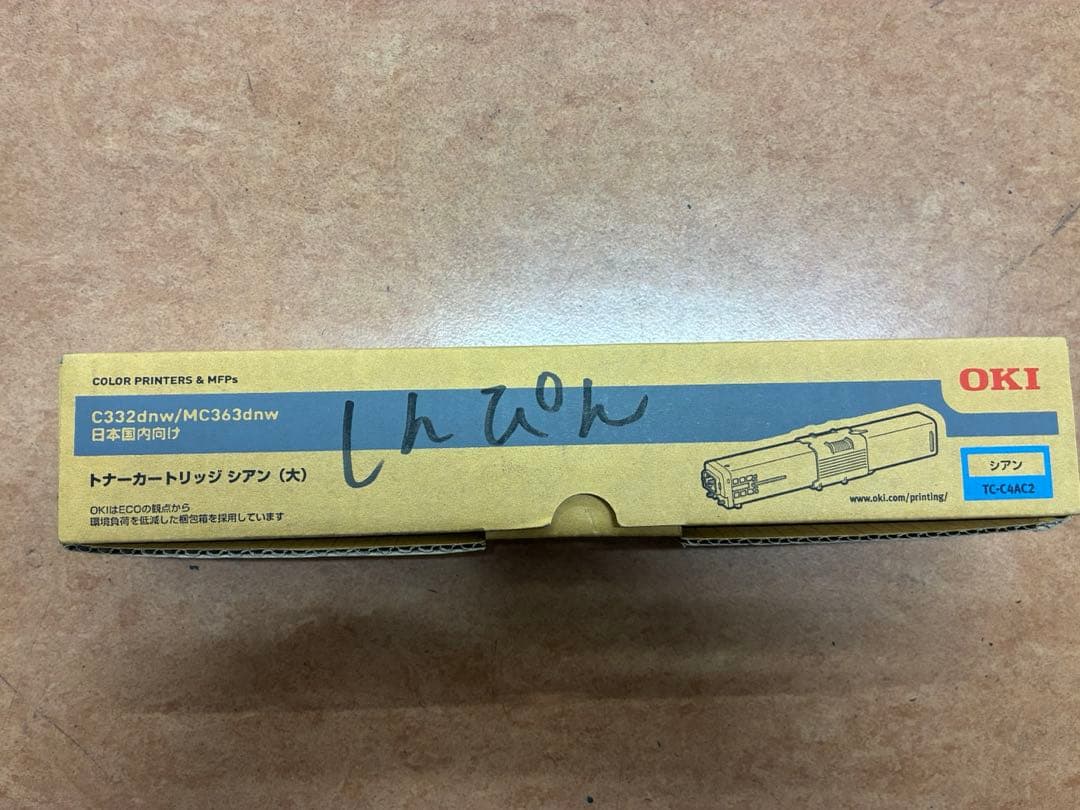 COLOR PRINTERS & MFPs
OKI
C332dnw/MC363dnw
日本国内向け
しんぴん
トナーカートリッジ シアン（大）
シアン
TC-C4AC2
www.oki.com/printing/
OKIはECOの観点から
環境負荷を低減した梱包箱を採用しています